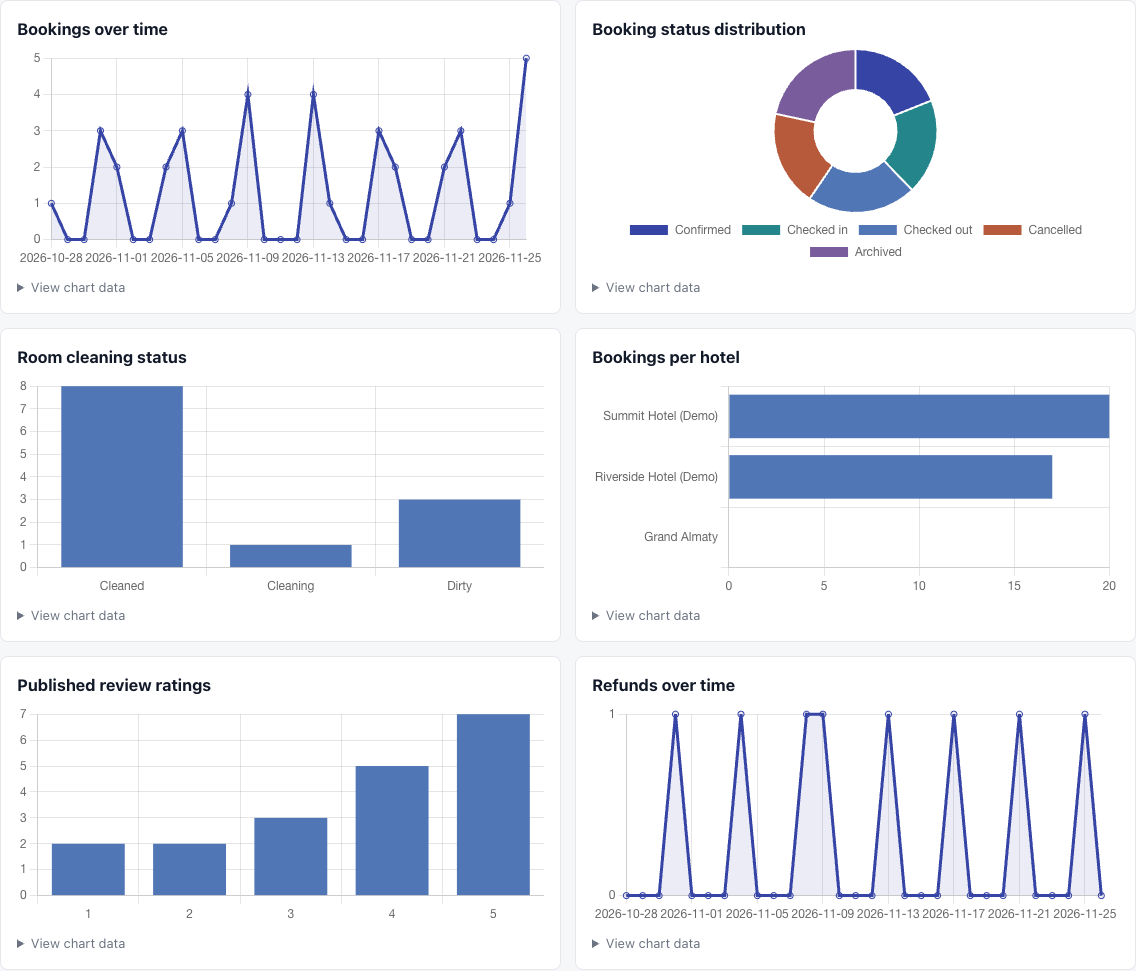 Bookings over time
5
4
3
2
1
0
2026-10-28 2026-11-01 2026-11-05 2026-11-09 2026-11-13 2026-11-17 2026-11-21 2026-11-25
View chart data
Booking status distribution
Confirmed Checked in Checked out Cancelled
Archived
View chart data
Room cleaning status
8
7
6
5
4
3
2
1
0
Cleaned Cleaning Dirty
View chart data
Bookings per hotel
Summit Hotel (Demo)
Riverside Hotel (Demo)
Grand Almaty
0 5 10 15 20
View chart data
Published review ratings
7
6
5
4
3
2
1
0
1 2 3 4 5
View chart data
Refunds over time
1
0
2026-10-28 2026-11-01 2026-11-05 2026-11-09 2026-11-13 2026-11-17 2026-11-21 2026-11-25
View chart data